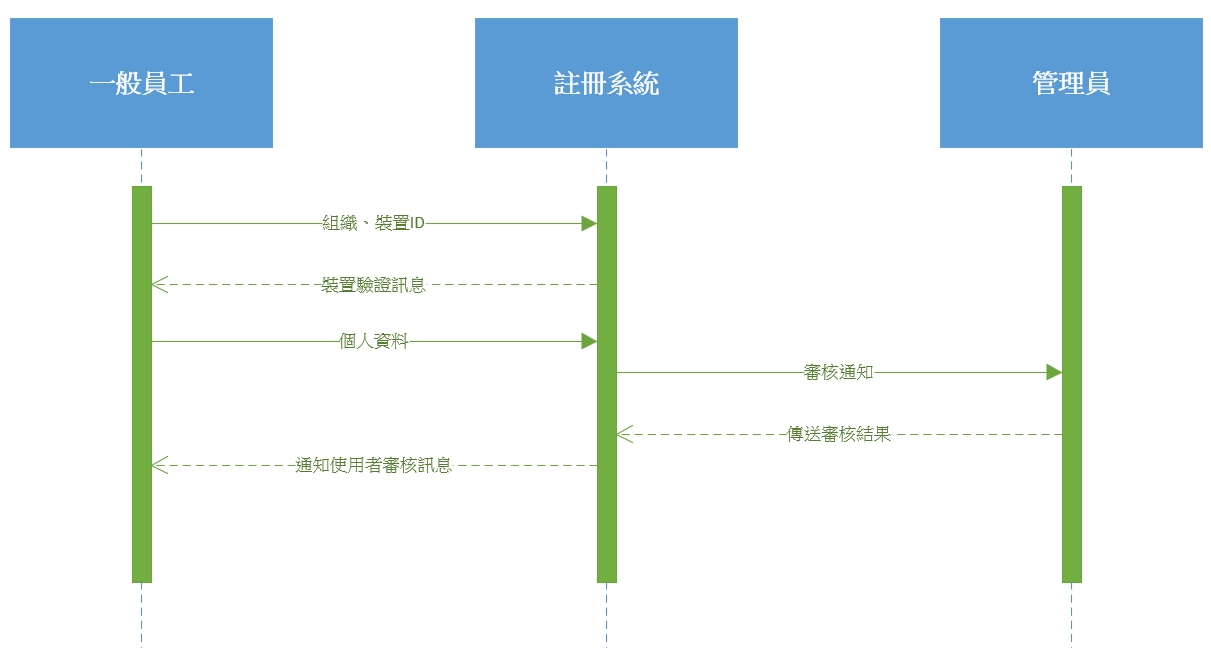 一般員工
註冊系統
管理員
組織、裝置ID
裝置驗證訊息
個人資料
審核通知
傳送審核結果
通知使用者審核訊息